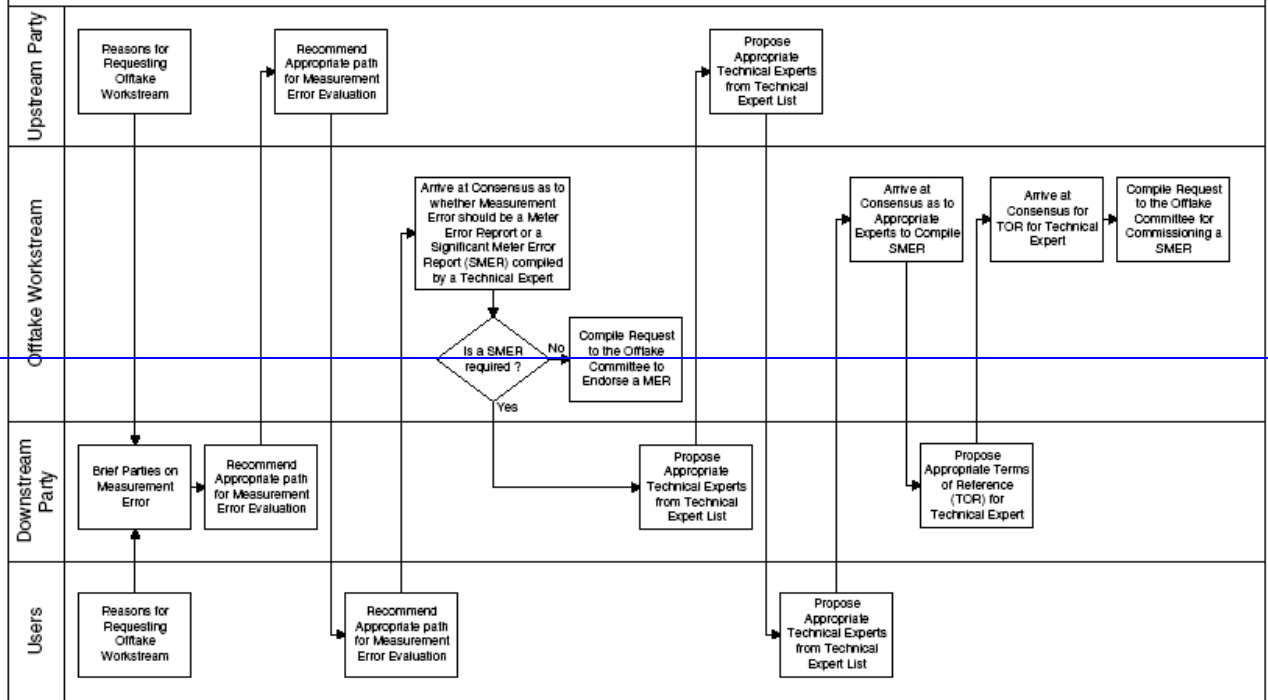 Upstream Party
Reasons for
Requesting
Offtake
Workstream
Recommend
Appropriate path
for Measurement
Error Evaluation
Propose
Appropriate
Technical Experts
from Technical
Expert List
Offtake Workstream
Arrive at Consensus as to
whether Measurement
Error should be a Meter
Error Reprort or a
Significant Meter Error
Report (SMER) compiled
by a Technical Expert
Is a SMER
required ?
No
Yes
Compile Request
to the Offtake
Committee to
Endorse a MER
Arrive at
Consensus as to
Appropriate
Experts to Compile
SMER
Arrive at
Consensus for
TOR for Technical
Expert
Compile Request
to the Offtake
Committee for
Commissioning a
SMER
Downstream
Party
Brief Parties on
Measurement
Error
Recommend
Appropriate path
for Measurement
Error Evaluation
Propose
Appropriate
Technical Experts
from Technical
Expert List
Propose
Appropriate Terms
of Reference
(TOR) for
Technical Expert
Users
Reasons for
Requesting
Offtake
Workstream
Recommend
Appropriate path
for Measurement
Error Evaluation
Propose
Appropriate
Technical Experts
from Technical
Expert List